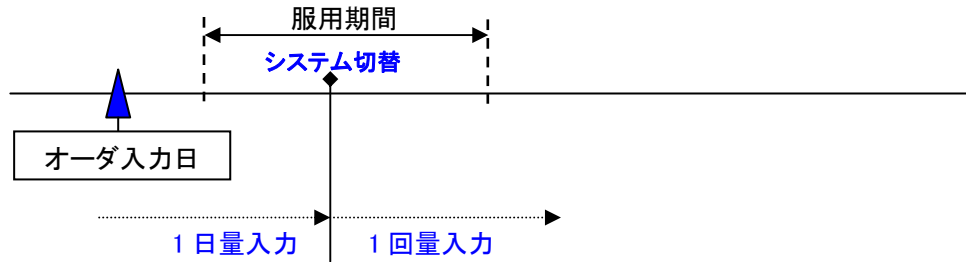 服用期間
システム切替
オーダ入力日
1日量入力
1回量入力